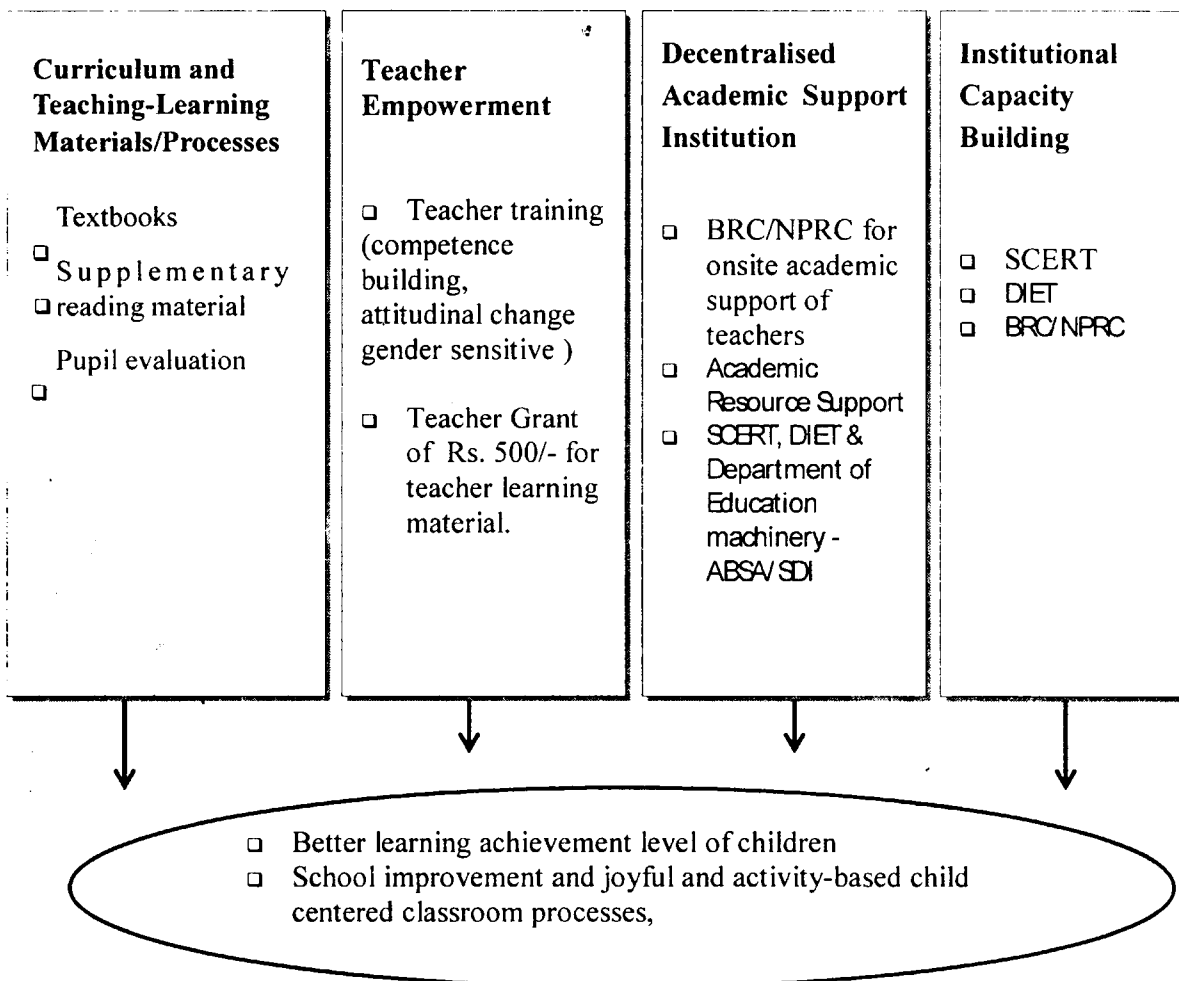 Curriculum and
Teaching-Learning
Materials/Processes
Textbooks
Supplementary
reading material
Pupil evaluation
Teacher
Empowerment
❑ Teacher training
(competence
building,
attitudinal change
gender sensitive )
❑ Teacher Grant
of Rs. 500/- for
teacher learning
material.
Decentralised
Academic Support
Institution
❑ BRC/NPRC for
onsite academic
support of
teachers
❑ Academic
Resource Support
❑ SCERT, DIET &
Department of
Education
machinery -
ABSA/ SDI
Institutional
Capacity
Building
❑ SCERT
❑ DIET
❑ BRC/ NPRC
❑ Better learning achievement level of children
❑ School improvement and joyful and activity-based child
centered classroom processes,